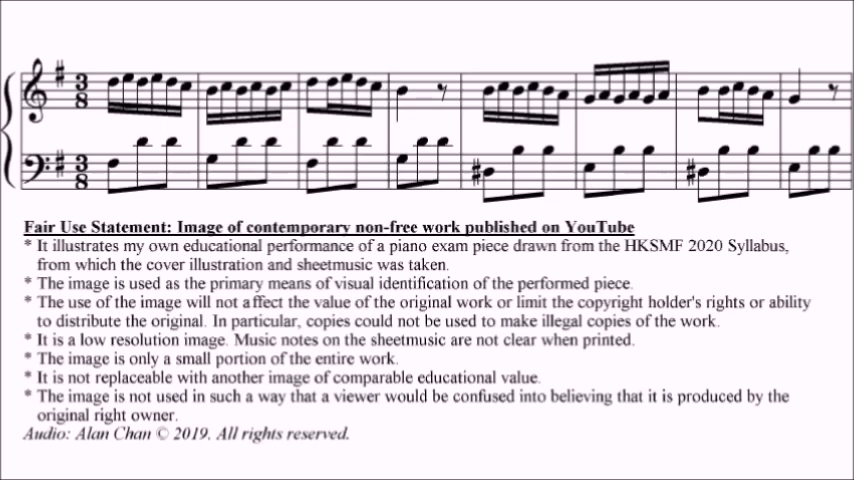 3
8
3
8
Fair Use Statement: Image of contemporary non-free work published on YouTube
* It illustrates my own educational performance of a piano exam piece drawn from the HKSMF 2020 Syllabus,
from which the cover illustration and sheetmusic was taken.
* The image is used as the primary means of visual identification of the performed piece.
* The use of the image will not affect the value of the original work or limit the copyright holder's rights or ability
to distribute the original. In particular, copies could not be used to make illegal copies of the work.
* It is a low resolution image. Music notes on the sheetmusic are not clear when printed.
* The image is only a small portion of the entire work.
* It is not replaceable with another image of comparable educational value.
* The image is not used in such a way that a viewer would be confused into believing that it is produced by the
original right owner.
Audio: Alan Chan © 2019. All rights reserved.